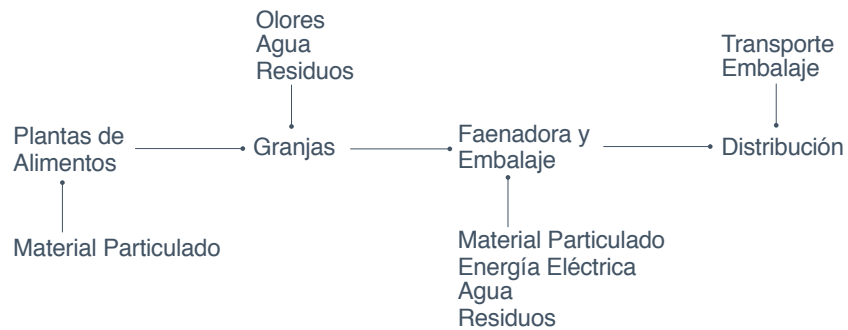 Olores
Agua
Residuos
Transporte
Embalaje
Plantas de
Alimentos
Granjas
Faenadora y
Embalaje
Distribución
Material Particulado
Material Particulado
Energía Eléctrica
Agua
Residuos